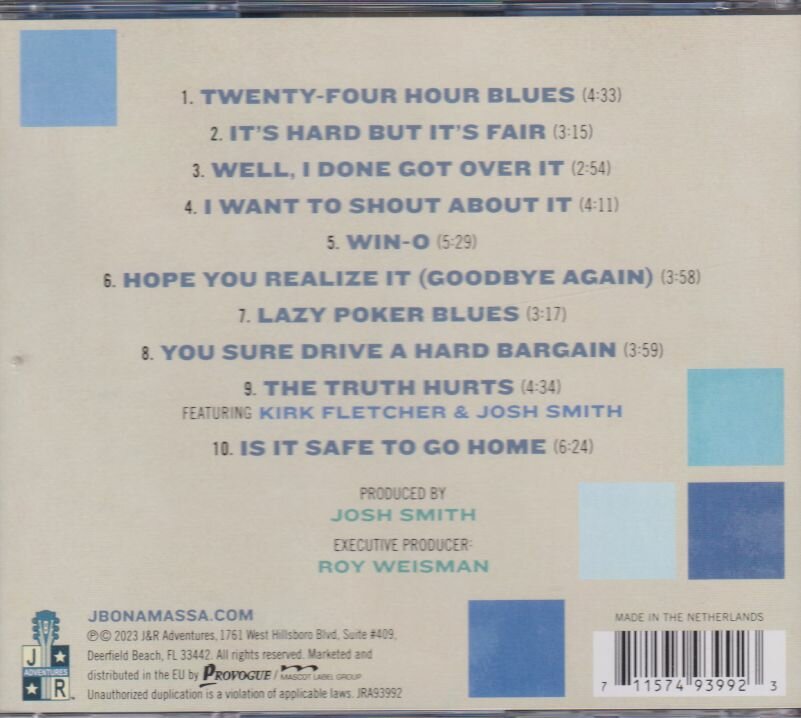 1. TWENTY-FOUR HOUR BLUES (4:33)
2. IT'S HARD BUT IT'S FAIR (3:15)
3. WELL, I DONE GOT OVER IT (2:54)
4. I WANT TO SHOUT ABOUT IT (4:11)
5. WIN-O (5:29)
6. HOPE YOU REALIZE IT (GOODBYE AGAIN) (3:58)
7. LAZY POKER BLUES (3:17)
8. YOU SURE DRIVE A HARD BARGAIN (3:59)
9. THE TRUTH HURTS (4:34)
FEATURING KIRK FLETCHER & JOSH SMITH
10. IS IT SAFE TO GO HOME (6:24)
PRODUCED BY
JOSH SMITH
EXECUTIVE PRODUCER:
ROY WEISMAN
JBONAMASSA.COM
℗© 2023 J&R Adventures, 1761 West Hillsboro Blvd, Suite #409,
Deerfield Beach, FL 33442. All rights reserved. Marketed and
distributed in the EU by PROVOGUE / MASCOT LABEL GROUP
Unauthorized duplication is a violation of applicable laws. JRA93992
J
ADVENTURES
R
MADE IN THE NETHERLANDS
7 11574 93992 3